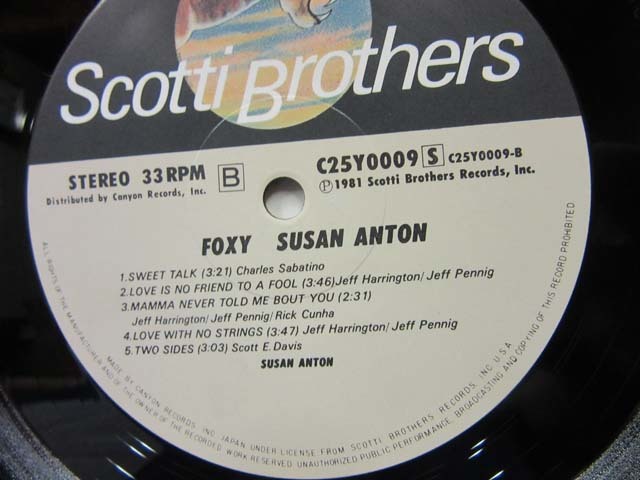 Scotti Brothers
STEREO 33RPM B
Distributed by Canyon Records, Inc.
C25Y0009 S C25Y0009-B
Ⓟ1981 Scotti Brothers Records, Inc.
FOXY SUSAN ANTON
1.SWEET TALK (3:21) Charles Sabatino
2.LOVE IS NO FRIEND TO A FOOL (3:46)Jeff Harrington/Jeff Pennig
3.MAMMA NEVER TOLD ME BOUT YOU (2:31)
Jeff Harrington/Jeff Pennig/Rick Cunha
4.LOVE WITH NO STRINGS (3:47) Jeff Harrington/Jeff Pennig
5.TWO SIDES (3:03) Scott E.Davis
SUSAN ANTON
MADE BY CANYON RECORDS, INC. JAPAN, UNDER LICENSE FROM SCOTTI BROTHERS RECORDS, INC. U.S.A.
ALL RIGHTS OF THE MANUFACTURER AND OF THE OWNER OF THE RECORDED WORK RESERVED. UNAUTHORIZED PUBLIC PERFORMANCE, BROADCASTING AND COPYING OF THIS RECORD PROHIBITED